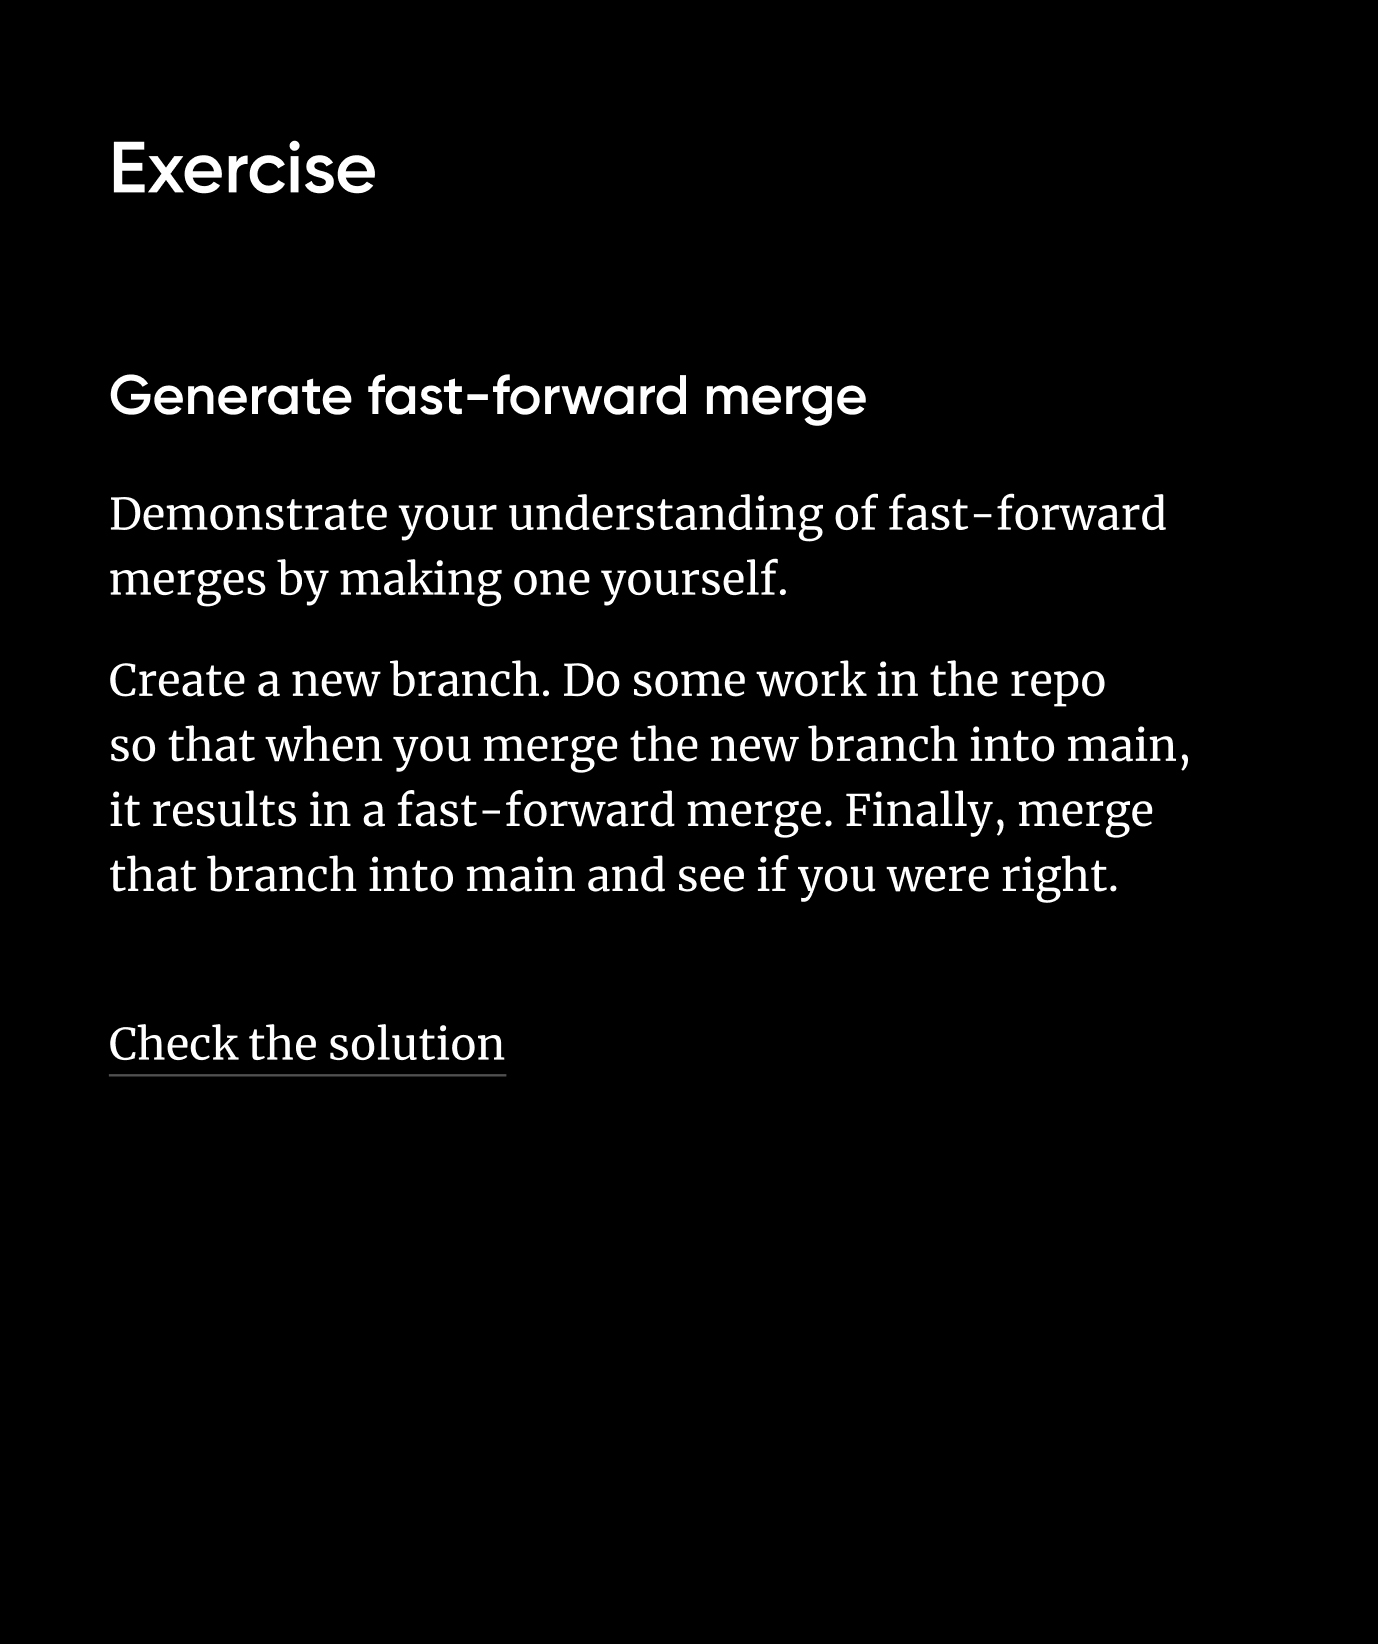 Exercise
Generate fast-forward merge
Demonstrate your understanding of fast-forward
merges by making one yourself.
Create a new branch. Do some work in the repo
so that when you merge the new branch into main,
it results in a fast-forward merge. Finally, merge
that branch into main and see if you were right.
Check the solution